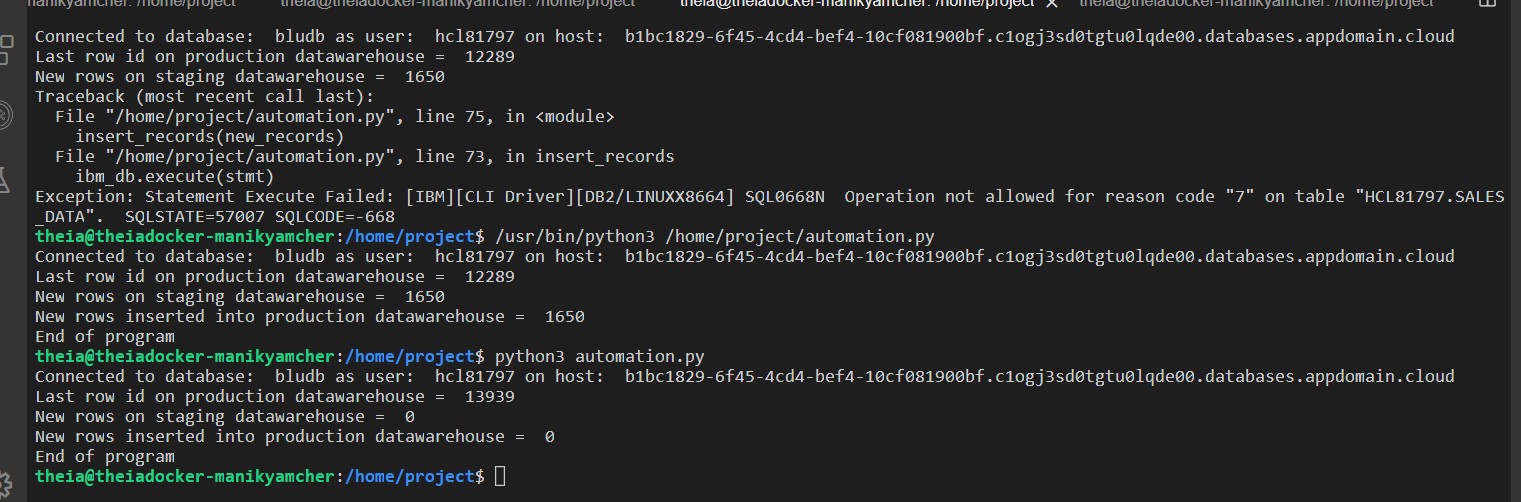 manikyamcher: /home/project theia@theiadocker-manikyamcher: /home/project theia@theiadocker-manikyamcher: /home/project theia@theiadocker-manikyamcher: /home/project
Connected to database:  bludb as user:  hcl81797 on host:  b1bc1829-6f45-4cd4-bef4-10cf081900bf.c1ogj3sd0tgtu0lqde00.databases.appdomain.cloud
Last row id on production datawarehouse =  12289
New rows on staging datawarehouse =  1650
Traceback (most recent call last):
  File "/home/project/automation.py", line 75, in <module>
    insert_records(new_records)
  File "/home/project/automation.py", line 73, in insert_records
    ibm_db.execute(stmt)
Exception: Statement Execute Failed: [IBM][CLI Driver][DB2/LINUXX8664] SQL0668N  Operation not allowed for reason code "7" on table "HCL81797.SALES
_DATA".  SQLSTATE=57007 SQLCODE=-668
theia@theiadocker-manikyamcher:/home/project$ /usr/bin/python3 /home/project/automation.py
Connected to database:  bludb as user:  hcl81797 on host:  b1bc1829-6f45-4cd4-bef4-10cf081900bf.c1ogj3sd0tgtu0lqde00.databases.appdomain.cloud
Last row id on production datawarehouse =  12289
New rows on staging datawarehouse =  1650
New rows inserted into production datawarehouse =  1650
End of program
theia@theiadocker-manikyamcher:/home/project$ python3 automation.py
Connected to database:  bludb as user:  hcl81797 on host:  b1bc1829-6f45-4cd4-bef4-10cf081900bf.c1ogj3sd0tgtu0lqde00.databases.appdomain.cloud
Last row id on production datawarehouse =  13939
New rows on staging datawarehouse =  0
New rows inserted into production datawarehouse =  0
End of program
theia@theiadocker-manikyamcher:/home/project$